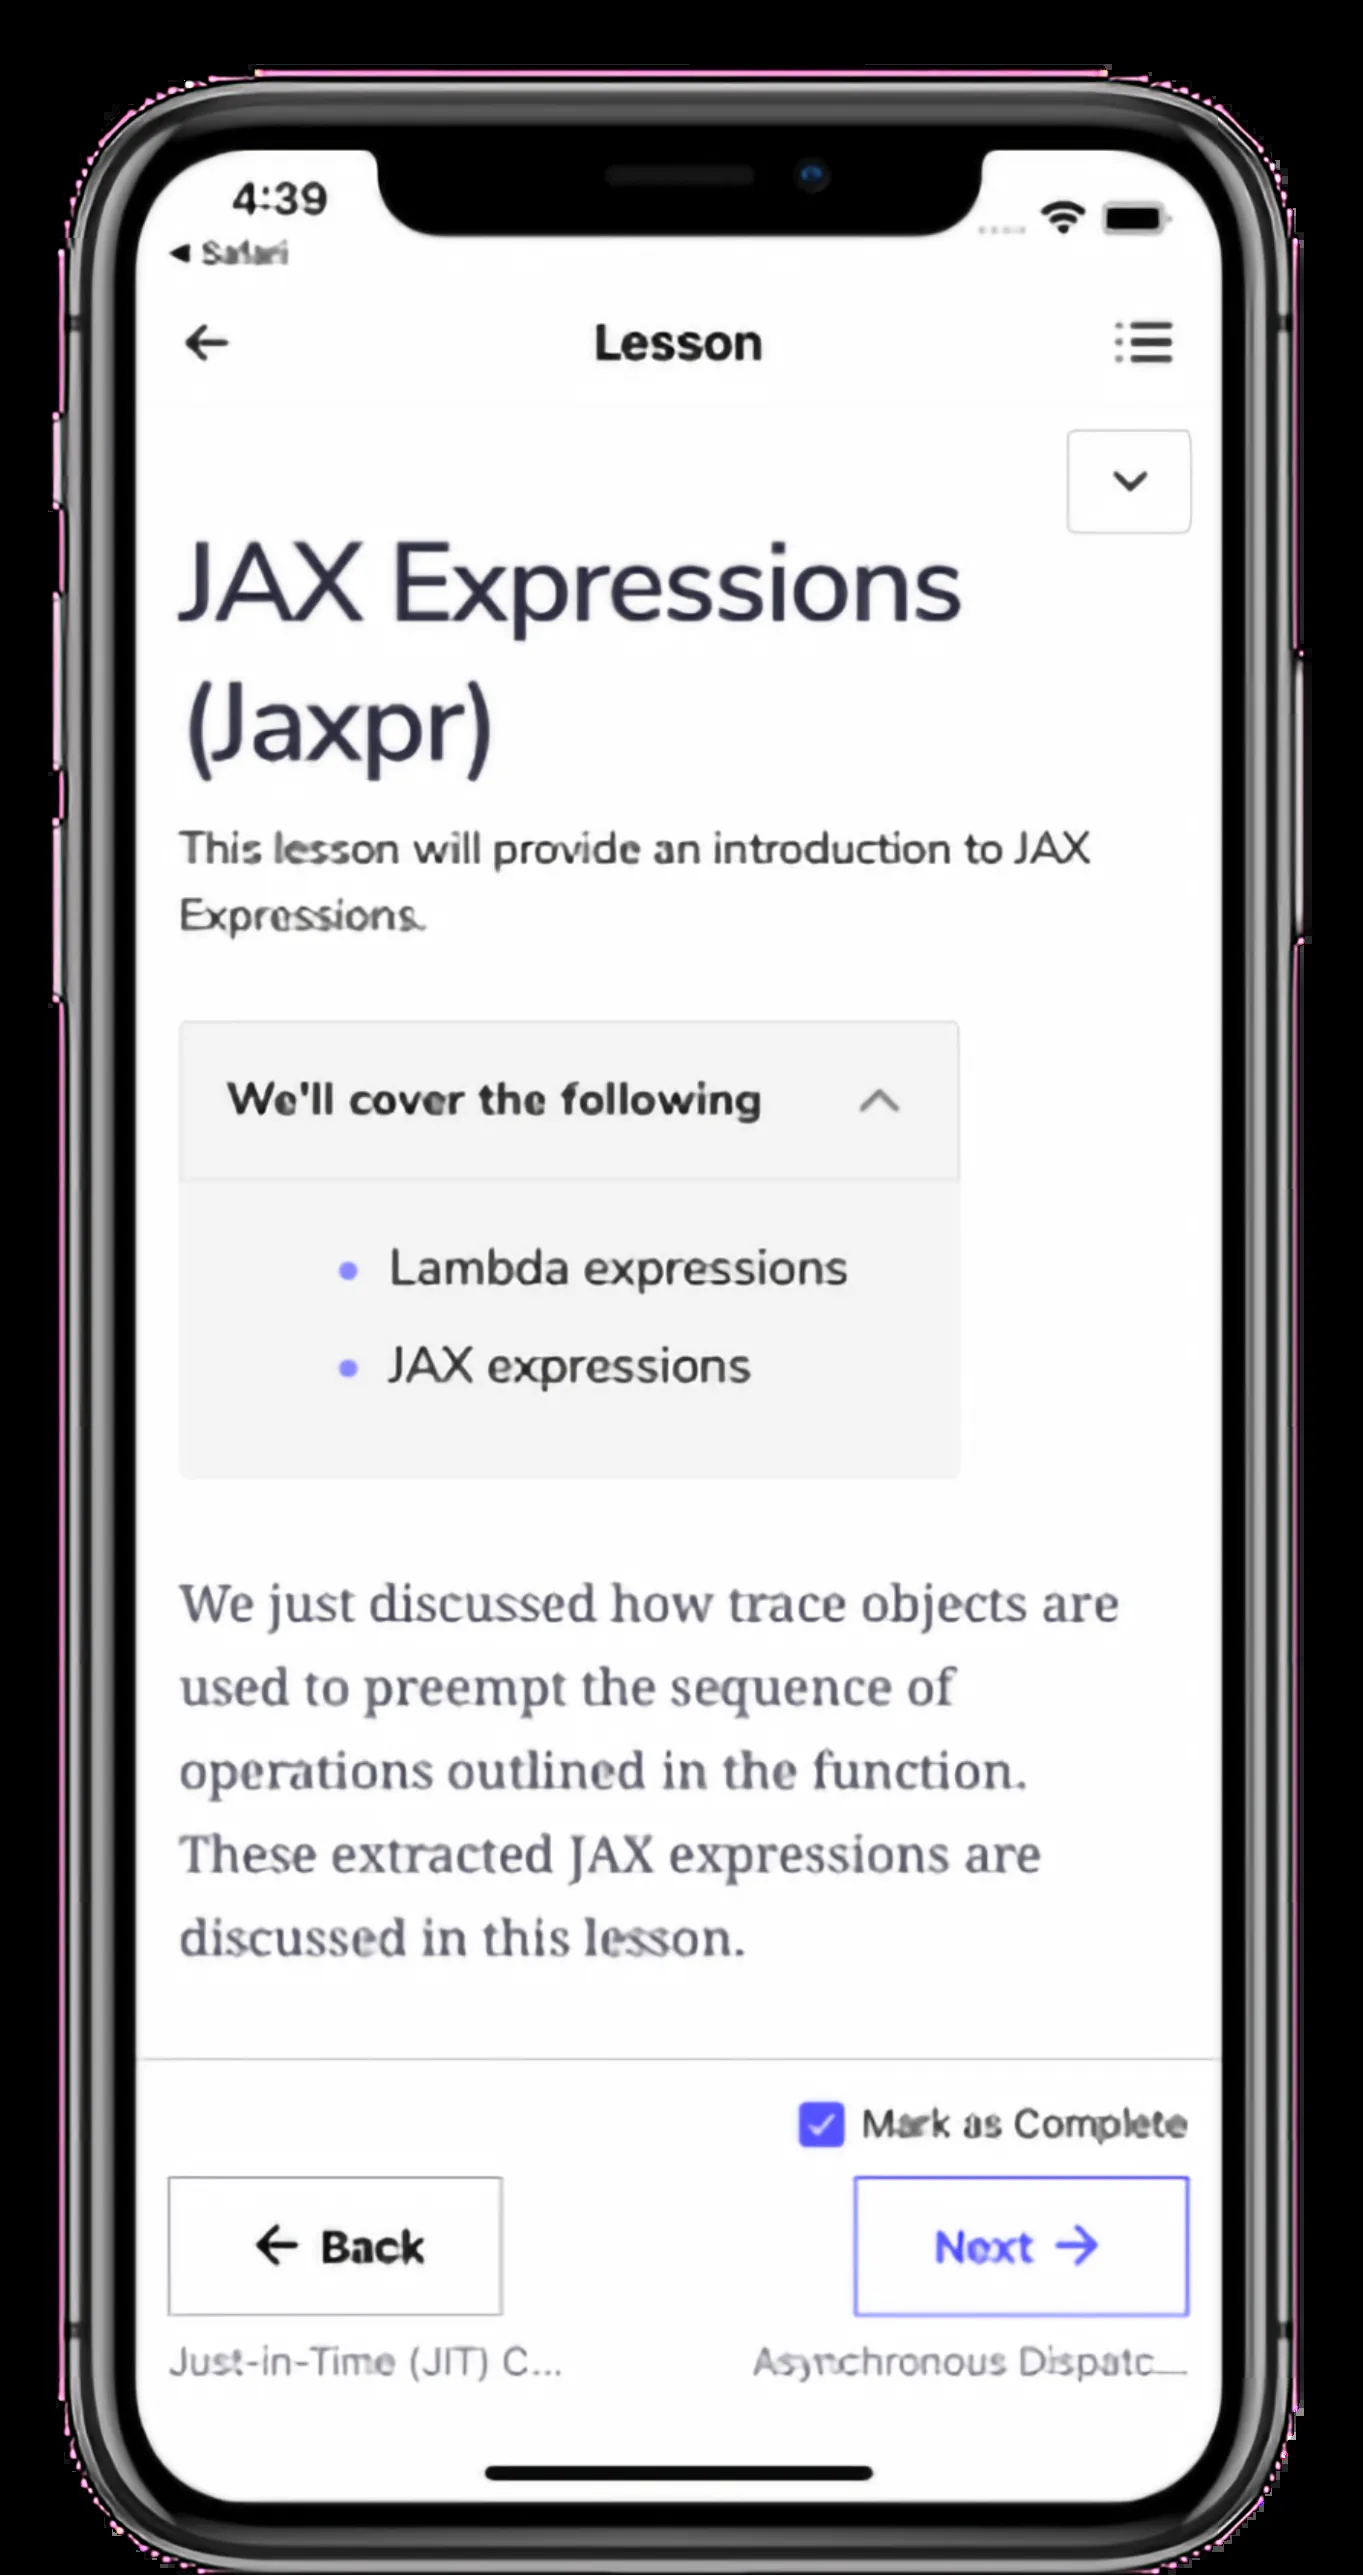 4:39
Safari
Lesson
JAX Expressions
(Jaxpr)
This lesson will provide an introduction to JAX
Expressions.
We'll cover the following
Lambda expressions
JAX expressions
We just discussed how trace objects are
used to preempt the sequence of
operations outlined in the function.
These extracted JAX expressions are
discussed in this lesson.
Mark as Complete
← Back
Next →
Just-in-Time (JIT) C...
Asynchronous Dispatc...